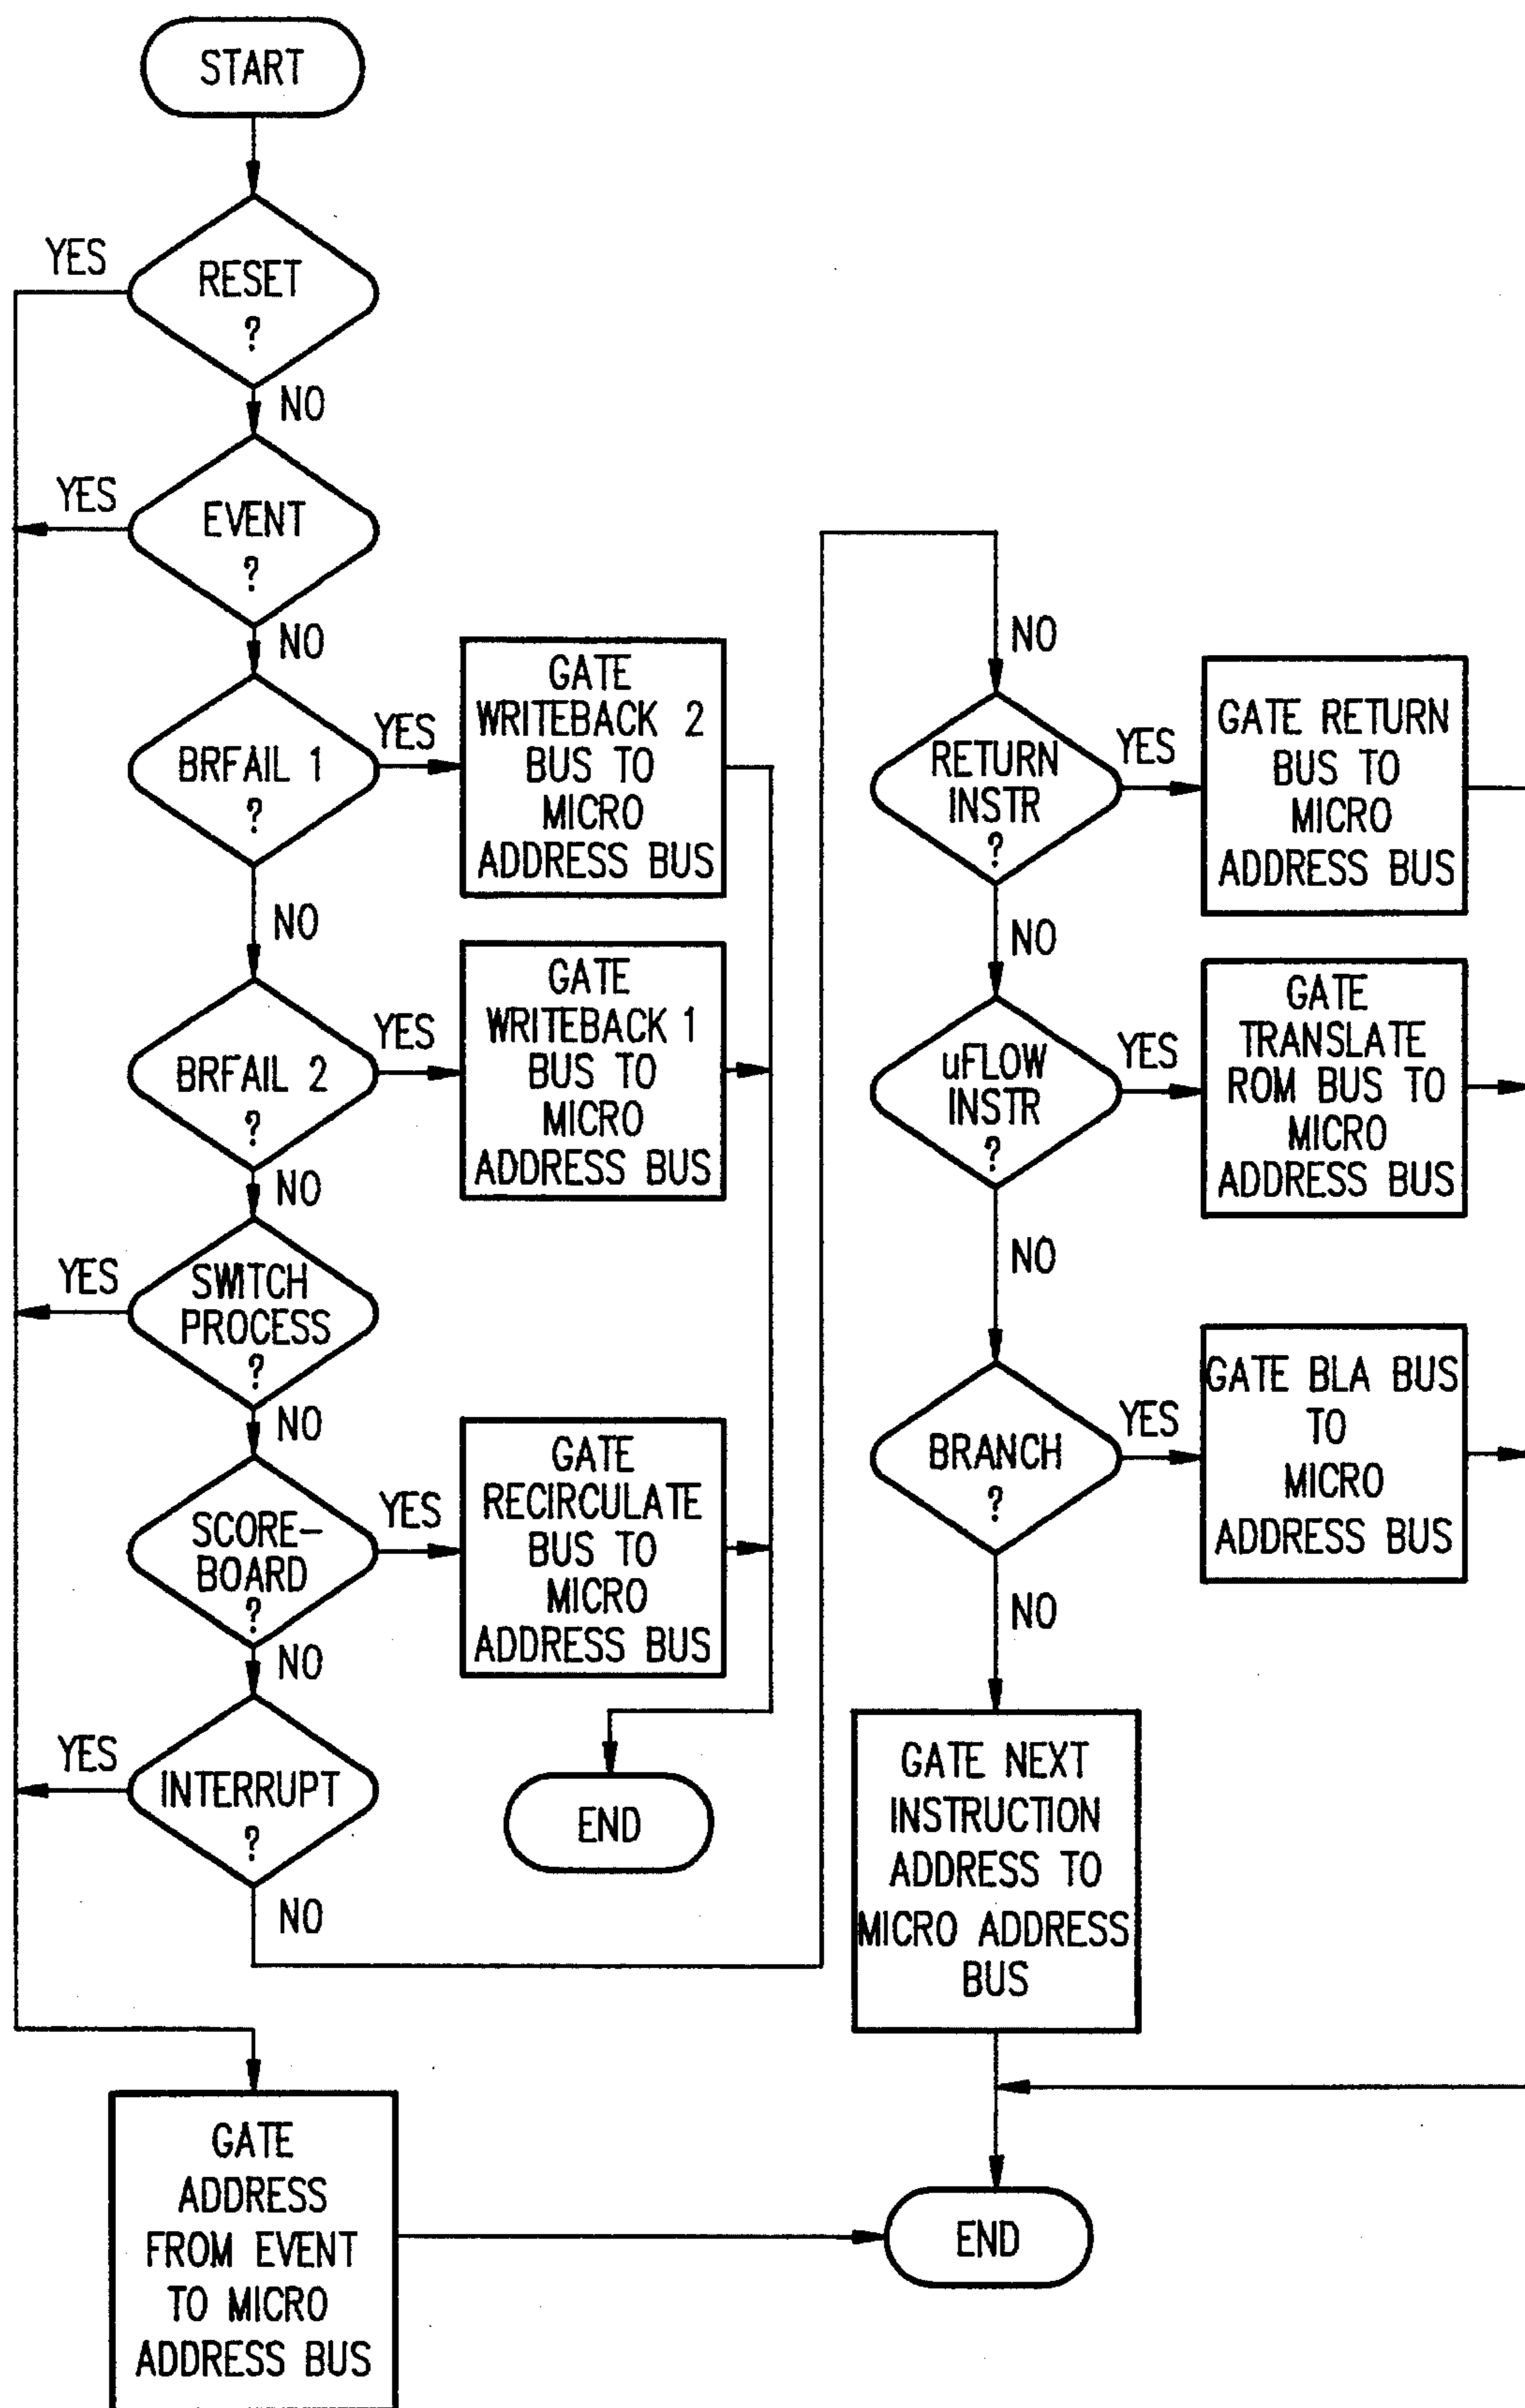 START
RESET
?
YES
NO
EVENT
?
YES
NO
BRFAIL 1
?
YES
GATE
WRITEBACK 2
BUS TO
MICRO
ADDRESS BUS
NO
BRFAIL 2
?
YES
GATE
WRITEBACK 1
BUS TO
MICRO
ADDRESS BUS
NO
SWITCH
PROCESS
?
YES
NO
SCORE-
BOARD
?
YES
GATE
RECIRCULATE
BUS TO
MICRO
ADDRESS BUS
NO
INTERRUPT
?
YES
NO
END
GATE
ADDRESS
FROM EVENT
TO MICRO
ADDRESS BUS
NO
RETURN
INSTR
?
YES
GATE RETURN
BUS TO
MICRO
ADDRESS BUS
NO
uFLOW
INSTR
?
YES
GATE
TRANSLATE
ROM BUS TO
MICRO
ADDRESS BUS
NO
BRANCH
?
YES
GATE BLA BUS
TO
MICRO
ADDRESS BUS
NO
GATE NEXT
INSTRUCTION
ADDRESS TO
MICRO ADDRESS
BUS
END